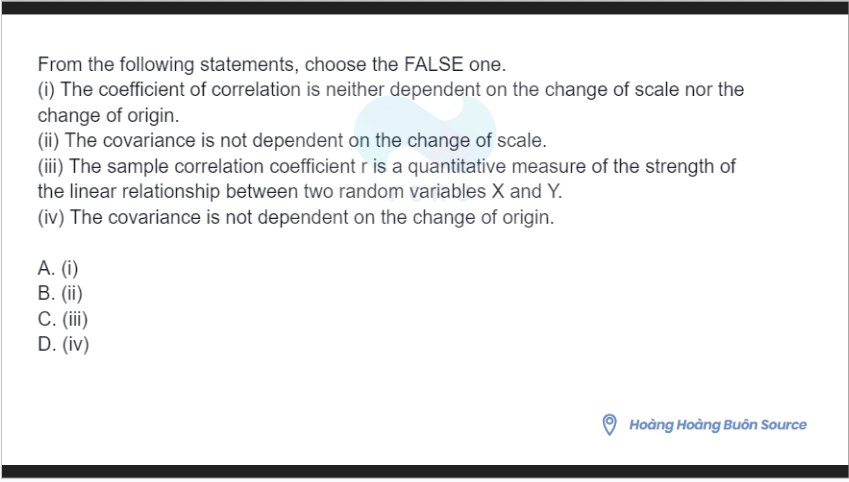 From the following statements, choose the FALSE one.
(i) The coefficient of correlation is neither dependent on the change of scale nor the
change of origin.
(ii) The covariance is not dependent on the change of scale.
(iii) The sample correlation coefficient r is a quantitative measure of the strength of
the linear relationship between two random variables X and Y.
(iv) The covariance is not dependent on the change of origin.
A. (i)
B. (ii)
C. (iii)
D. (iv)
Hoàng Hoàng Buôn Source